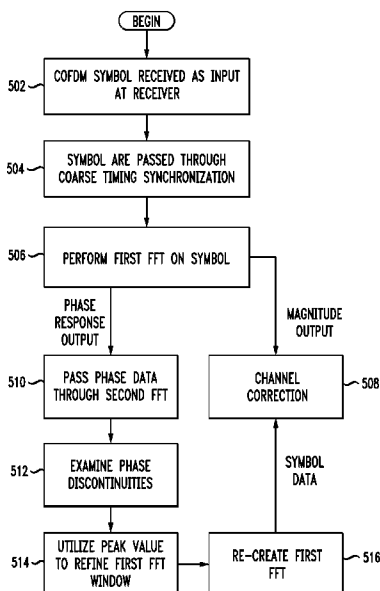 BEGIN
502
COFDM SYMBOL RECEIVED AS INPUT
AT RECEIVER
504
SYMBOL ARE PASSED THROUGH
COARSE TIMING SYNCHRONIZATION
506
PERFORM FIRST FFT ON SYMBOL
PHASE
RESPONSE
OUTPUT
MAGNITUDE
OUTPUT
510
PASS PHASE DATA
THROUGH SECOND FFT
CHANNEL
CORRECTION
508
512
EXAMINE PHASE
DISCONTINUITIES
SYMBOL
DATA
514
UTILIZE PEAK VALUE
TO REFINE FIRST FFT
WINDOW
RE-CREATE FIRST
FFT
516